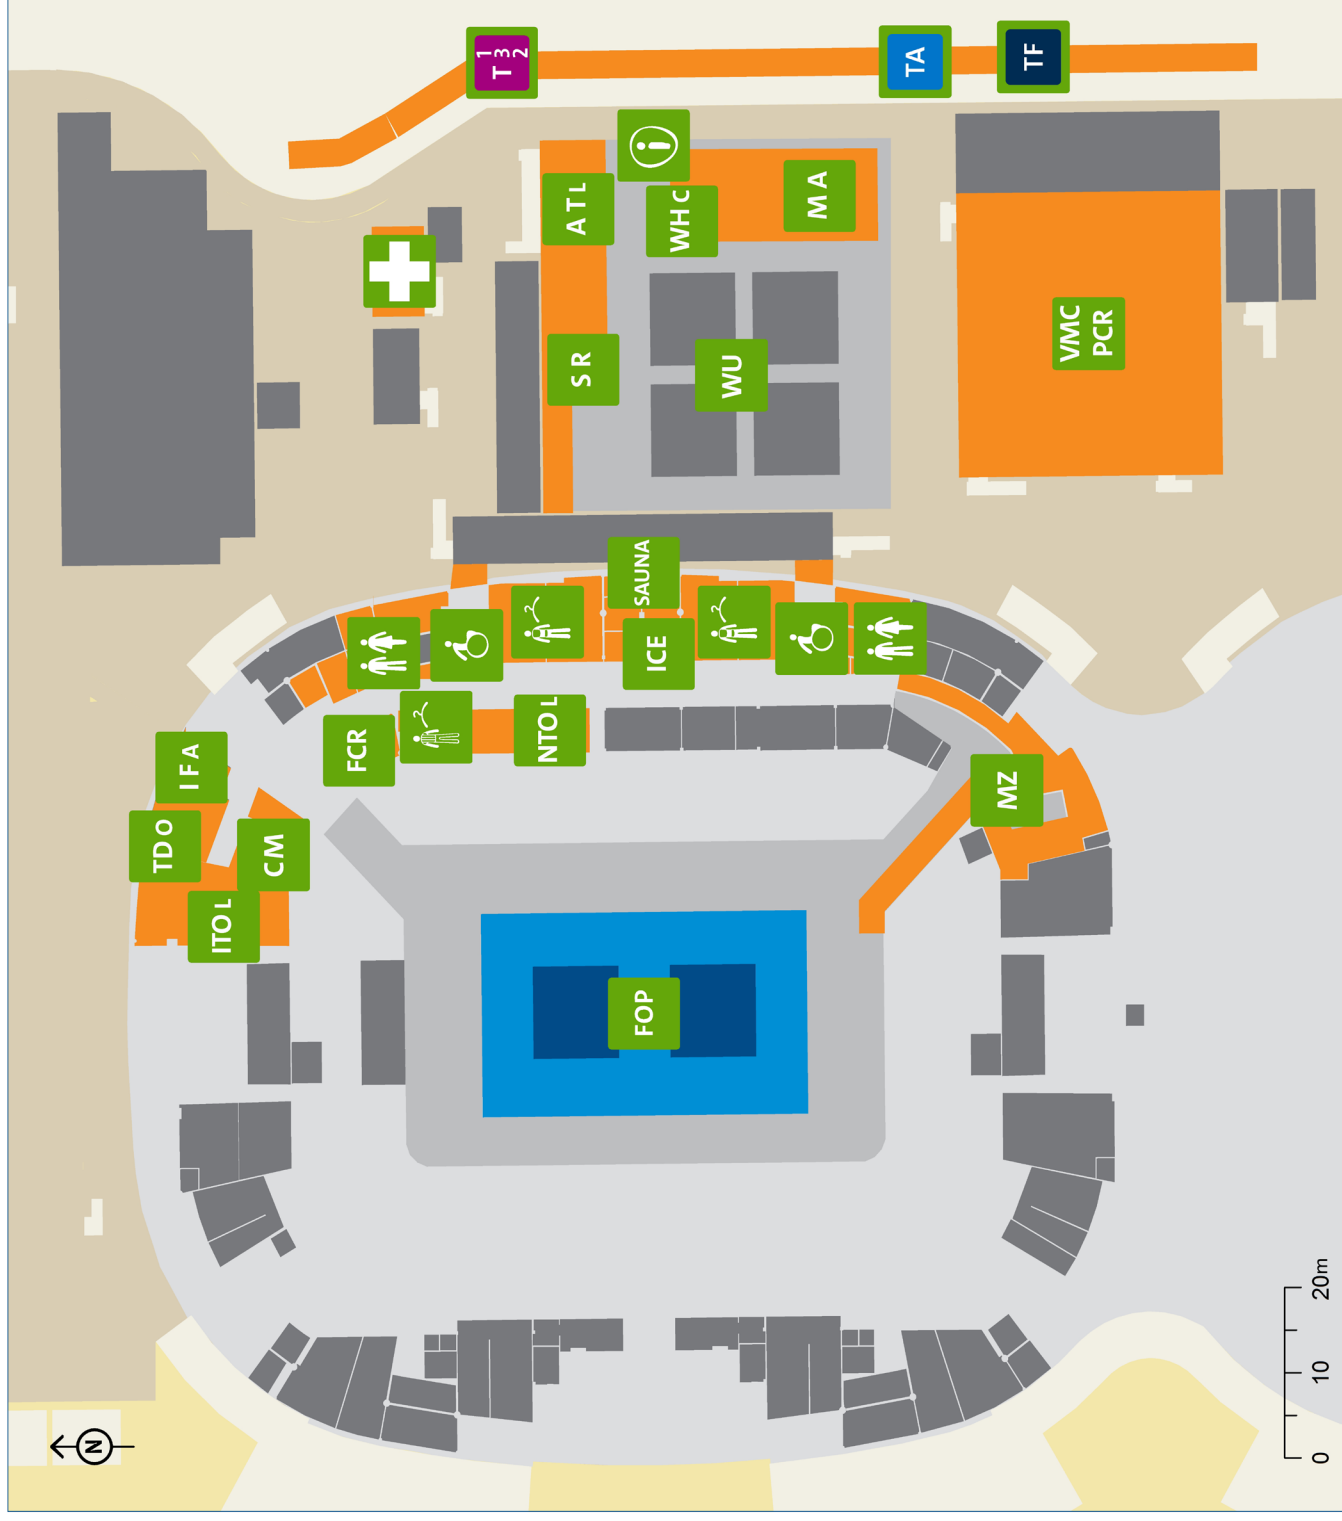 N
TDO
IFA
ITOL
CM
FCR
1
T 3
2
NTOL
ATL
SR
FOP
SAUNA
ICE
i
WHC
WU
MA
TA
MZ
TF
VMC
PCR
0 10 20m